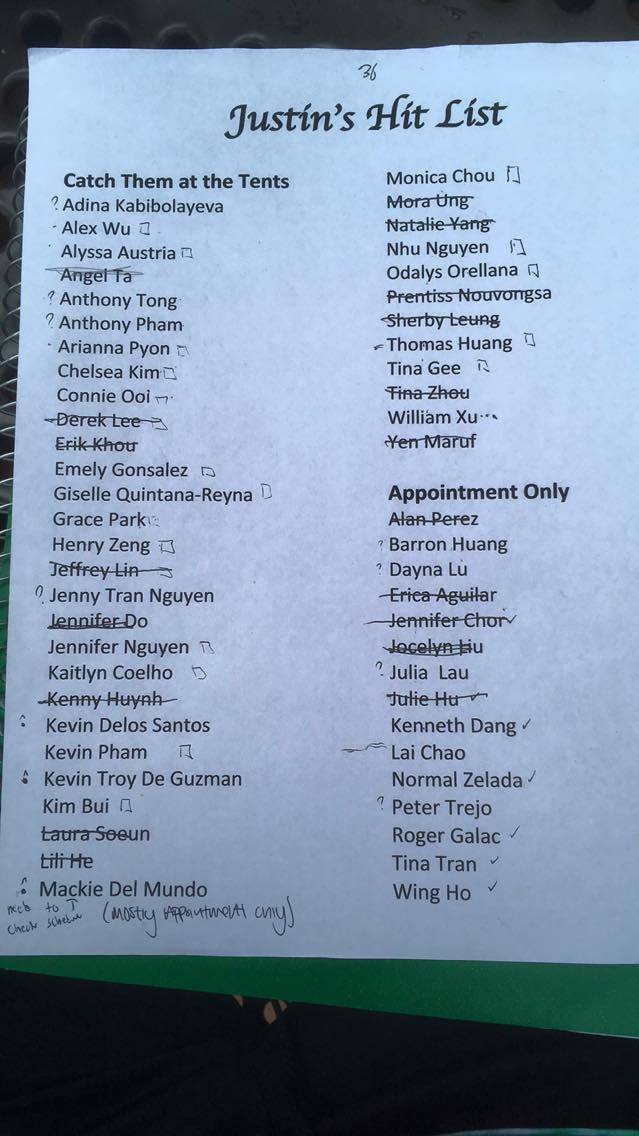 36
Justin's Hit List
Catch Them at the Tents
? Adina Kabibolayeva
Alex Wu
Alyssa Austria
Angel Ta
? Anthony Tong
? Anthony Pham
Arianna Pyon
Chelsea Kim
Connie Ooi
Derek Lee
Erik Khou
Emely Gonsalez
Giselle Quintana-Reyna
Grace Park
Henry Zeng
Jeffrey Lin
? Jenny Tran Nguyen
Jennifer Do
Jennifer Nguyen
Kaitlyn Coelho
Kenny Huynh
Kevin Delos Santos
Kevin Pham
Kevin Troy De Guzman
Kim Bui
Laura Soeun
Lili He
Mackie Del Mundo
need to
check schedule
(mostly appointment only)
Monica Chou
Mora Ung
Natalie Yang
Nhu Nguyen
Odalys Orellana
Prentiss Nouvongsa
Sherby Leung
Thomas Huang
Tina Gee
Tina Zhou
William Xu
Yen Maruf
Appointment Only
Alan Perez
? Barron Huang
? Dayna Lu
Erica Aguilar
Jennifer Chor ✓
Jocelyn Liu
? Julia Lau
Julie Hu ✓
Kenneth Dang ✓
Lai Chao
Normal Zelada ✓
? Peter Trejo
Roger Galac ✓
Tina Tran ✓
Wing Ho ✓